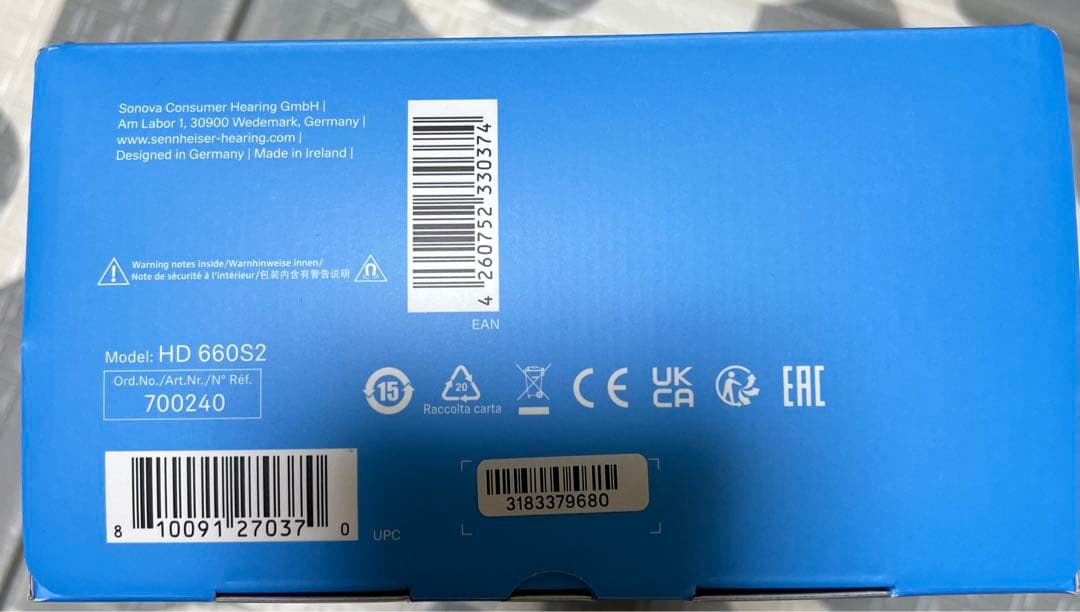 Sonova Consumer Hearing GmbH |
Am Labor 1, 30900 Wedemark, Germany |
www.sennheiser-hearing.com |
Designed in Germany | Made in Ireland |
4 260752 330374
EAN
Warning notes inside/Warnhinweise innen/
Note de sécurité à l'intérieur/包装内含有警告说明
Model: HD 660S2
Ord.No./Art.Nr./N° Réf.
700240
15
20
Raccolta carta
CE
UK
CA
EAC
8 10091 27037 0
UPC
3183379680